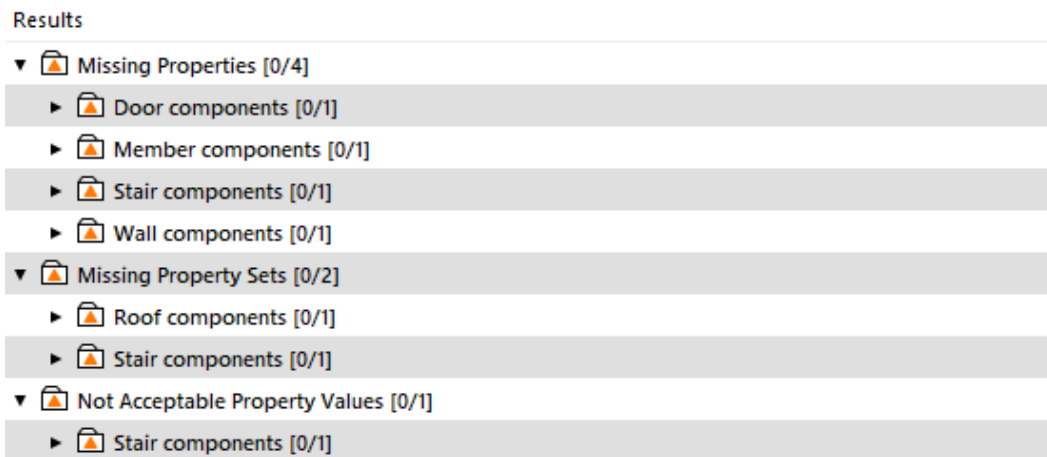 Results
Missing Properties [0/4]
Door components [0/1]
Member components [0/1]
Stair components [0/1]
Wall components [0/1]
Missing Property Sets [0/2]
Roof components [0/1]
Stair components [0/1]
Not Acceptable Property Values [0/1]
Stair components [0/1]